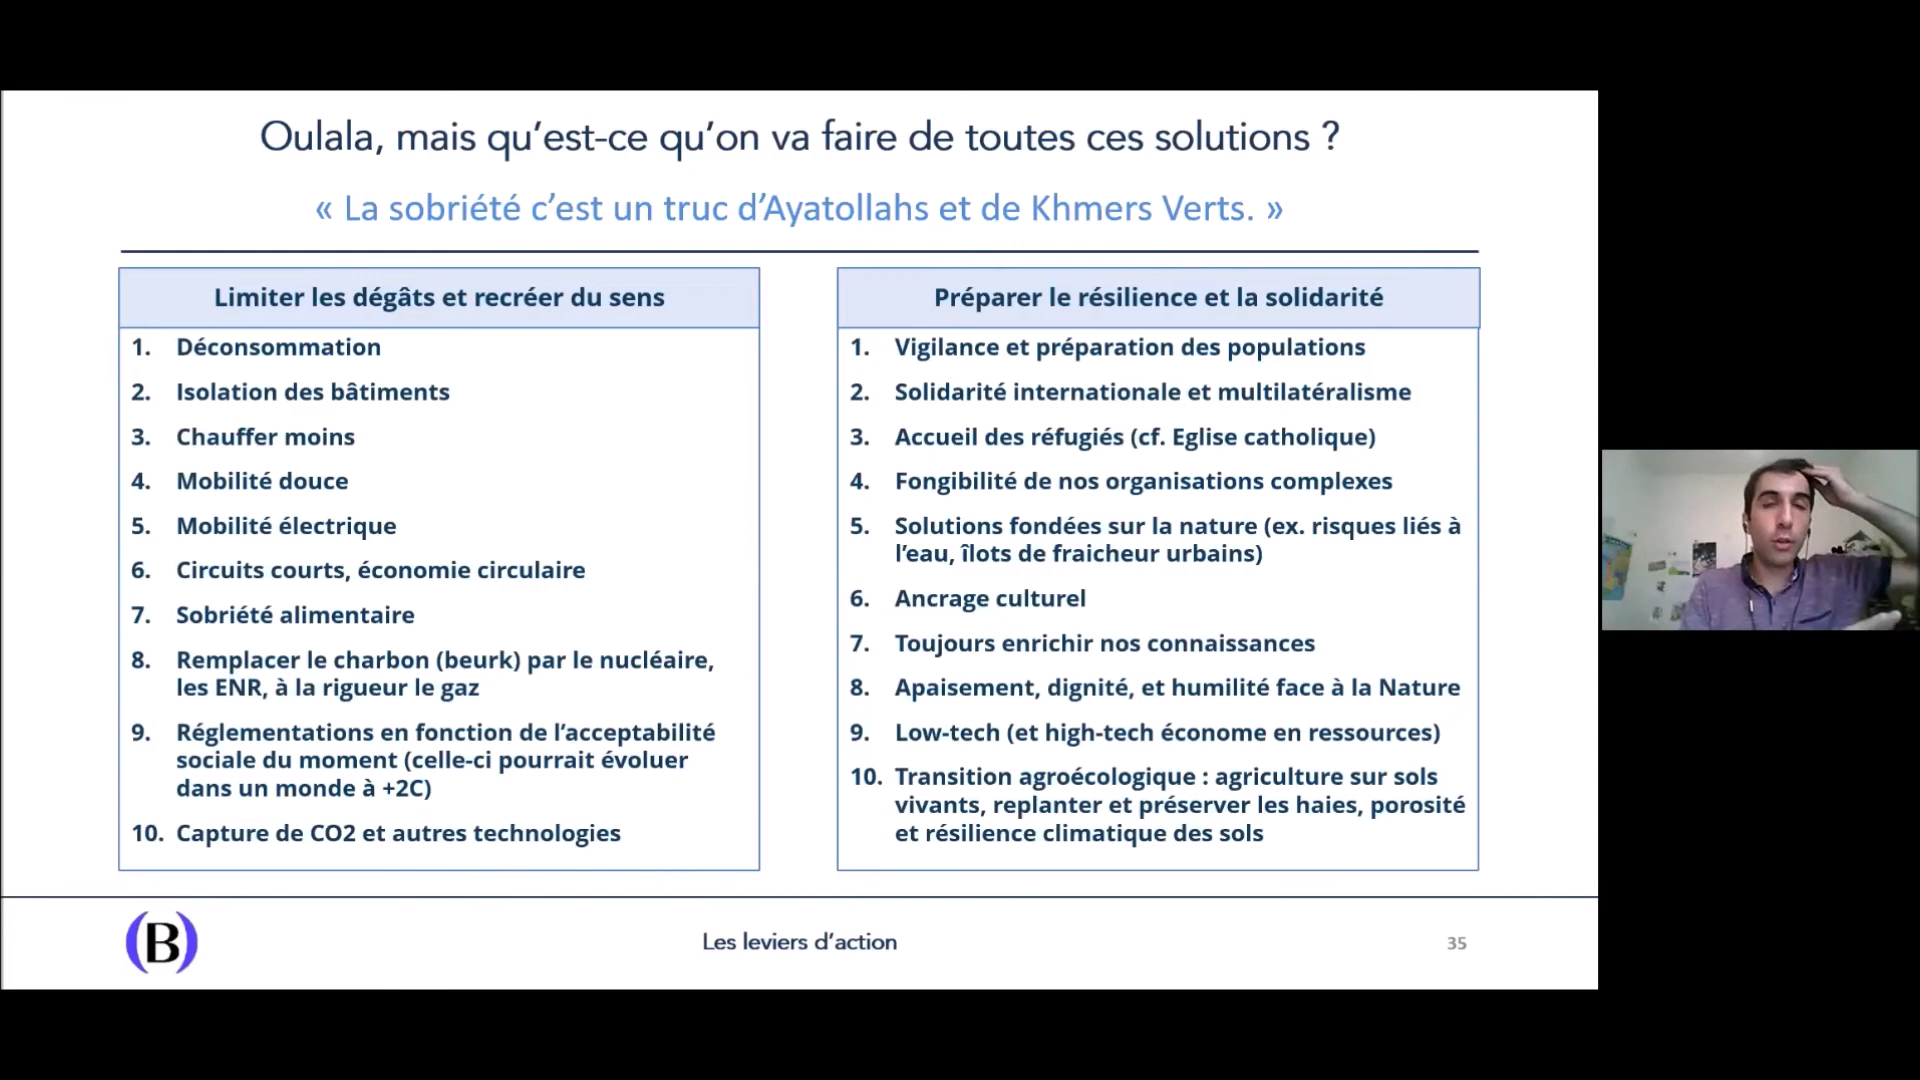 Oulala, mais qu’est-ce qu’on va faire de toutes ces solutions ?
« La sobriété c’est un truc d’Ayatollahs et de Khmers Verts. »
Limiter les dégâts et recréer du sens
1. Déconsommation
2. Isolation des bâtiments
3. Chauffer moins
4. Mobilité douce
5. Mobilité électrique
6. Circuits courts, économie circulaire
7. Sobriété alimentaire
8. Remplacer le charbon (beurk) par le nucléaire,
les ENR, à la rigueur le gaz
9. Réglementations en fonction de l’acceptabilité
sociale du moment (celle-ci pourrait évoluer
dans un monde à +2C)
10. Capture de CO2 et autres technologies
Préparer le résilience et la solidarité
1. Vigilance et préparation des populations
2. Solidarité internationale et multilatéralisme
3. Accueil des réfugiés (cf. Eglise catholique)
4. Fongibilité de nos organisations complexes
5. Solutions fondées sur la nature (ex. risques liés à
l’eau, îlots de fraicheur urbains)
6. Ancrage culturel
7. Toujours enrichir nos connaissances
8. Apaisement, dignité, et humilité face à la Nature
9. Low-tech (et high-tech économe en ressources)
10. Transition agroécologique : agriculture sur sols
vivants, replanter et préserver les haies, porosité
et résilience climatique des sols
(B)
Les leviers d’action
35